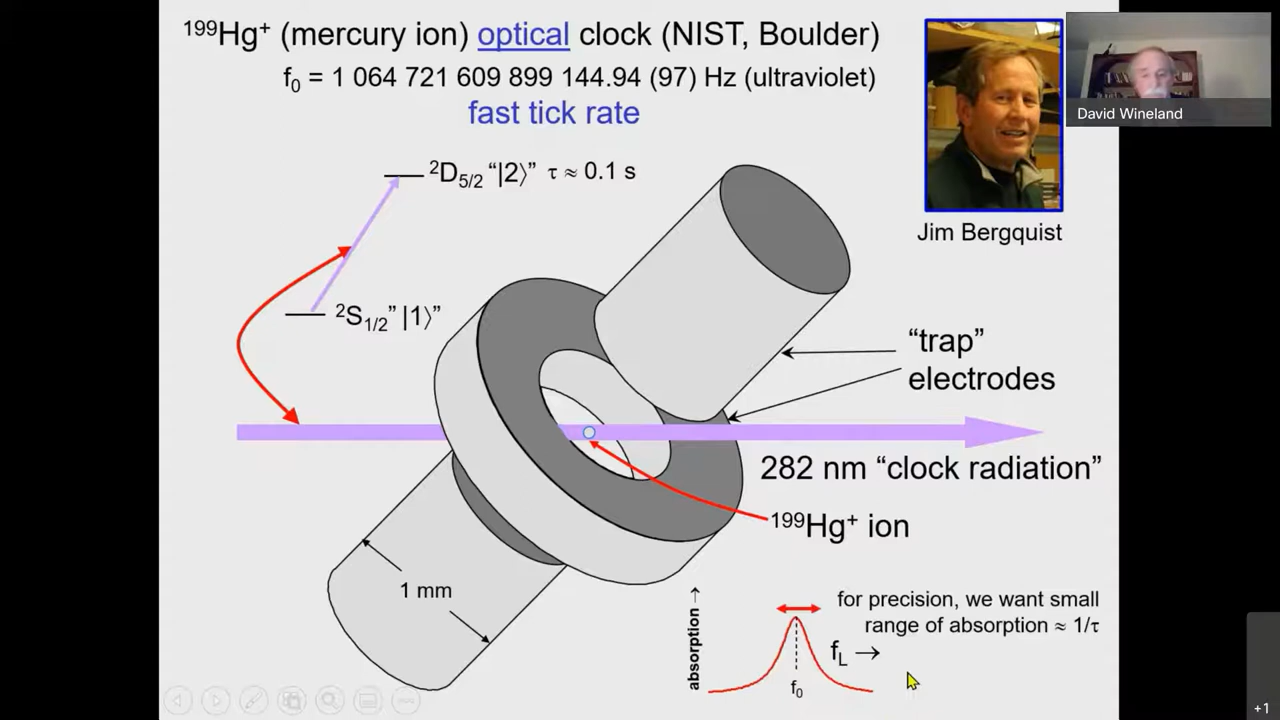 ¹⁹⁹Hg⁺ (mercury ion) optical clock (NIST, Boulder)
f₀ = 1 064 721 609 899 144.94 (97) Hz (ultraviolet)
fast tick rate
David Wineland
²D₅/₂ “|2⟩” τ ≈ 0.1 s
Jim Bergquist
²S₁/₂” |1⟩”
“trap”
electrodes
282 nm “clock radiation”
¹⁹⁹Hg⁺ ion
1 mm
absorption →
for precision, we want small
range of absorption ≈ 1/τ
f_L →
f₀
+1